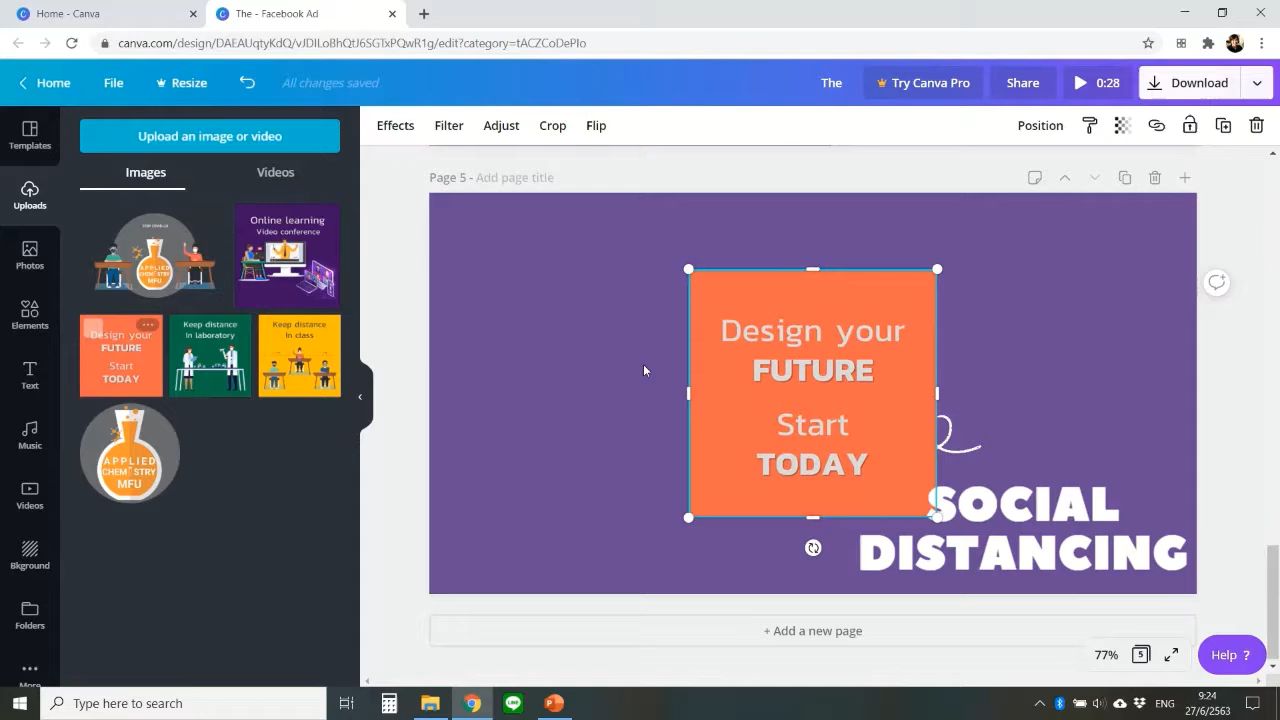 Home - Canva
The - Facebook Ad
canva.com/design/DAEAUqtyKdQ/vJDILoBhQtJ6SGTxPQwR1g/edit?category=tACZCoDePIo
Home
File
Resize
All changes saved
The
Try Canva Pro
Share
0:28
Download
Templates
Uploads
Photos
Elements
Text
Music
Videos
Bkground
Folders
More
Upload an image or video
Images
Videos
APPLIED
CHEMISTRY
MFU
Online learning
Video conference
Design your
FUTURE
Start
TODAY
Keep distance
In laboratory
Keep distance
In class
APPLIED
CHEMISTRY
MFU
Effects
Filter
Adjust
Crop
Flip
Position
Page 5 - Add page title
Design your
FUTURE
Start
TODAY
SOCIAL
DISTANCING
+ Add a new page
77%
5
Help ?
Type here to search
ENG
9:24
27/6/2563